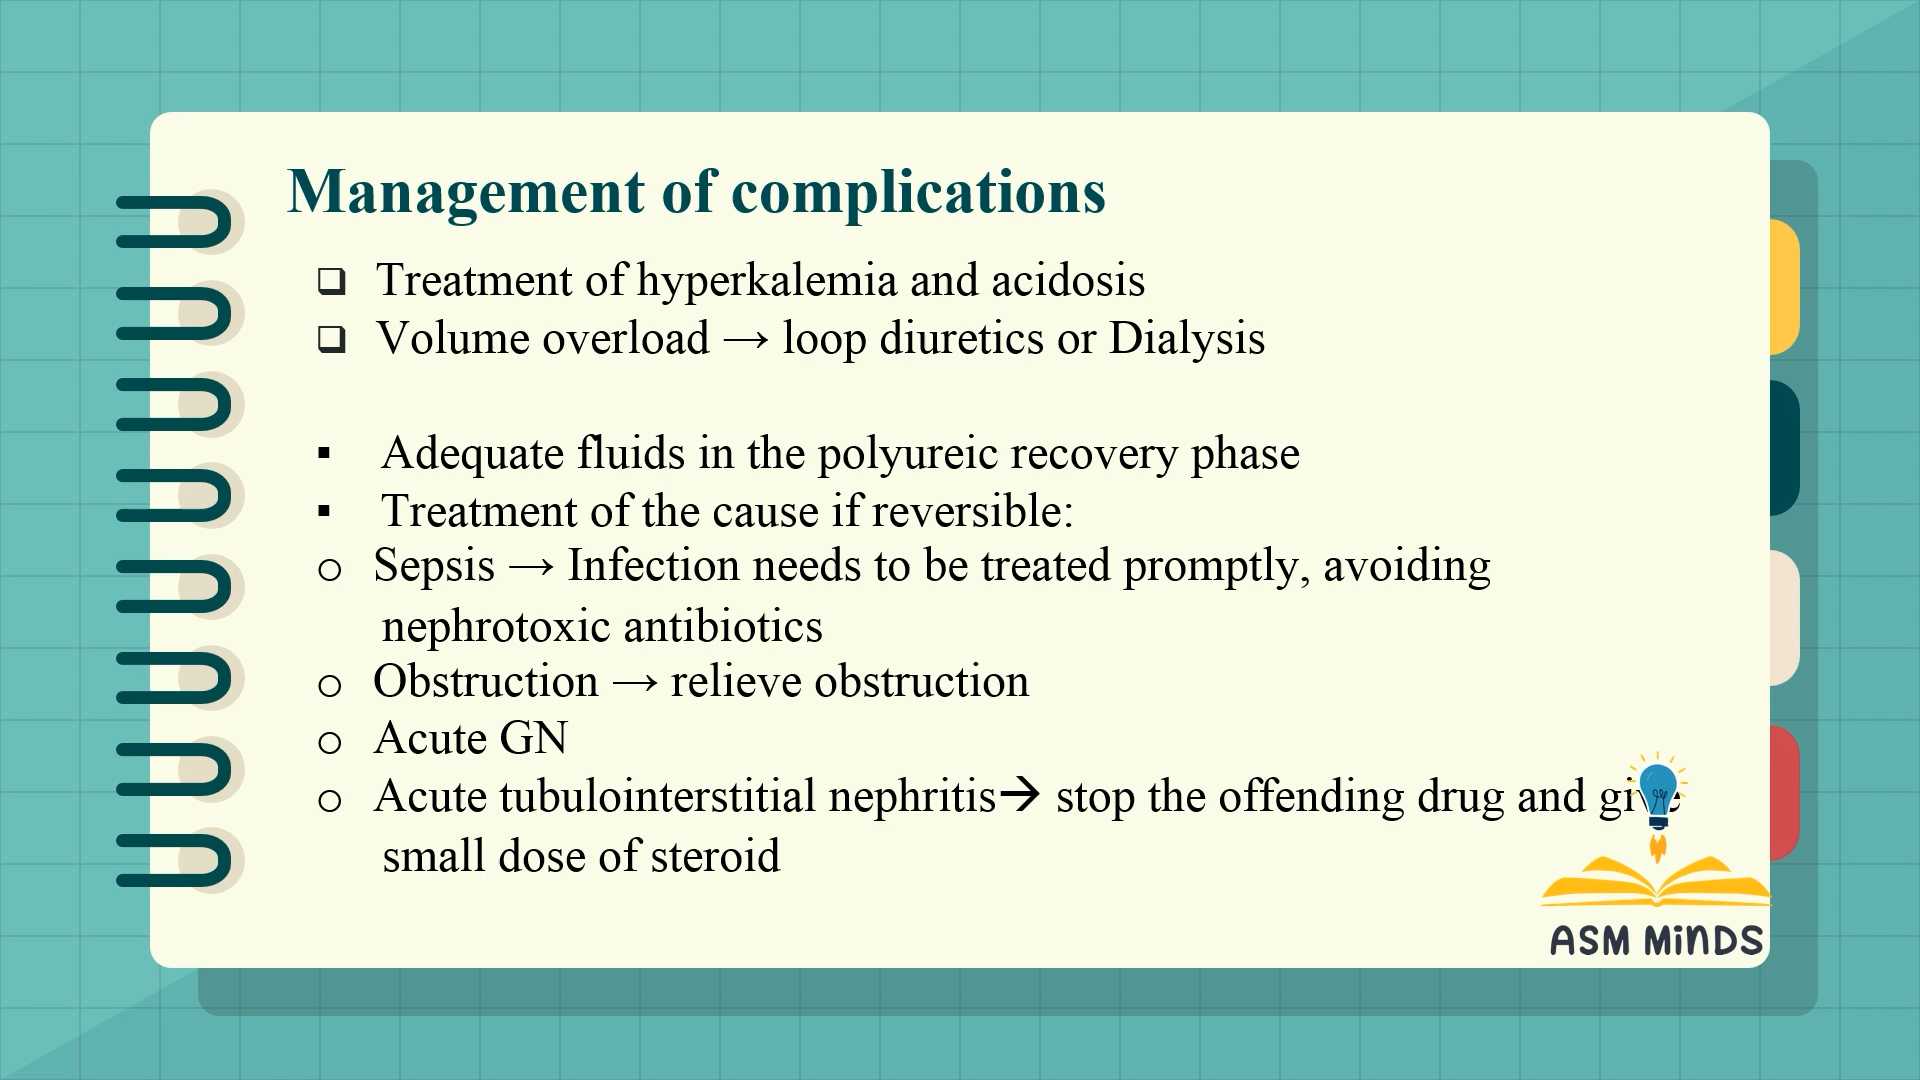 Management of complications
❑ Treatment of hyperkalemia and acidosis
❑ Volume overload → loop diuretics or Dialysis
▪ Adequate fluids in the polyureic recovery phase
▪ Treatment of the cause if reversible:
o Sepsis → Infection needs to be treated promptly, avoiding
nephrotoxic antibiotics
o Obstruction → relieve obstruction
o Acute GN
o Acute tubulointerstitial nephritis→ stop the offending drug and give
small dose of steroid
ASM MiNDS